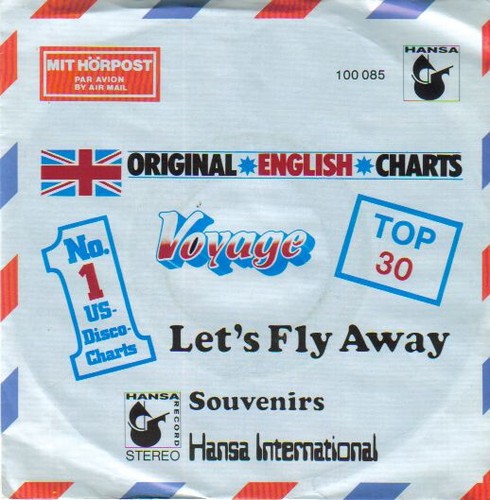 MIT HÖRPOST
PAR AVION
BY AIR MAIL
100 085
HANSA
ORIGINAL * ENGLISH * CHARTS
No.
1
US-
Disco-
Charts
Voyage
TOP
30
Let's Fly Away
HANSA
RECORD
STEREO
Souvenirs
Hansa International